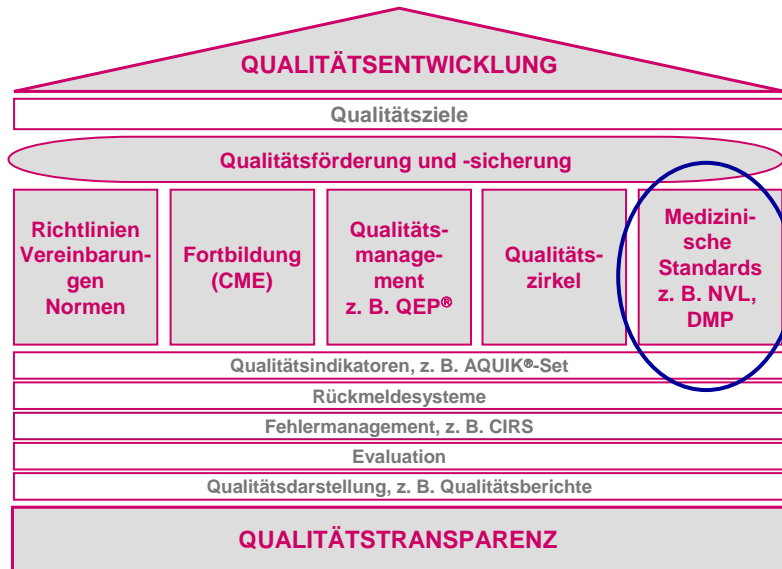 QUALITÄTSENTWICKLUNG
Qualitätsziele
Qualitätsförderung und -sicherung
Richtlinien
Vereinbarun-
gen
Normen
Fortbildung
(CME)
Qualitäts-
manage-
ment
z. B. QEP®
Qualitäts-
zirkel
Medizini-
sche
Standards
z. B. NVL,
DMP
Qualitätsindikatoren, z. B. AQUIK®-Set
Rückmeldesysteme
Fehlermanagement, z. B. CIRS
Evaluation
Qualitätsdarstellung, z. B. Qualitätsberichte
QUALITÄTSTRANSPARENZ